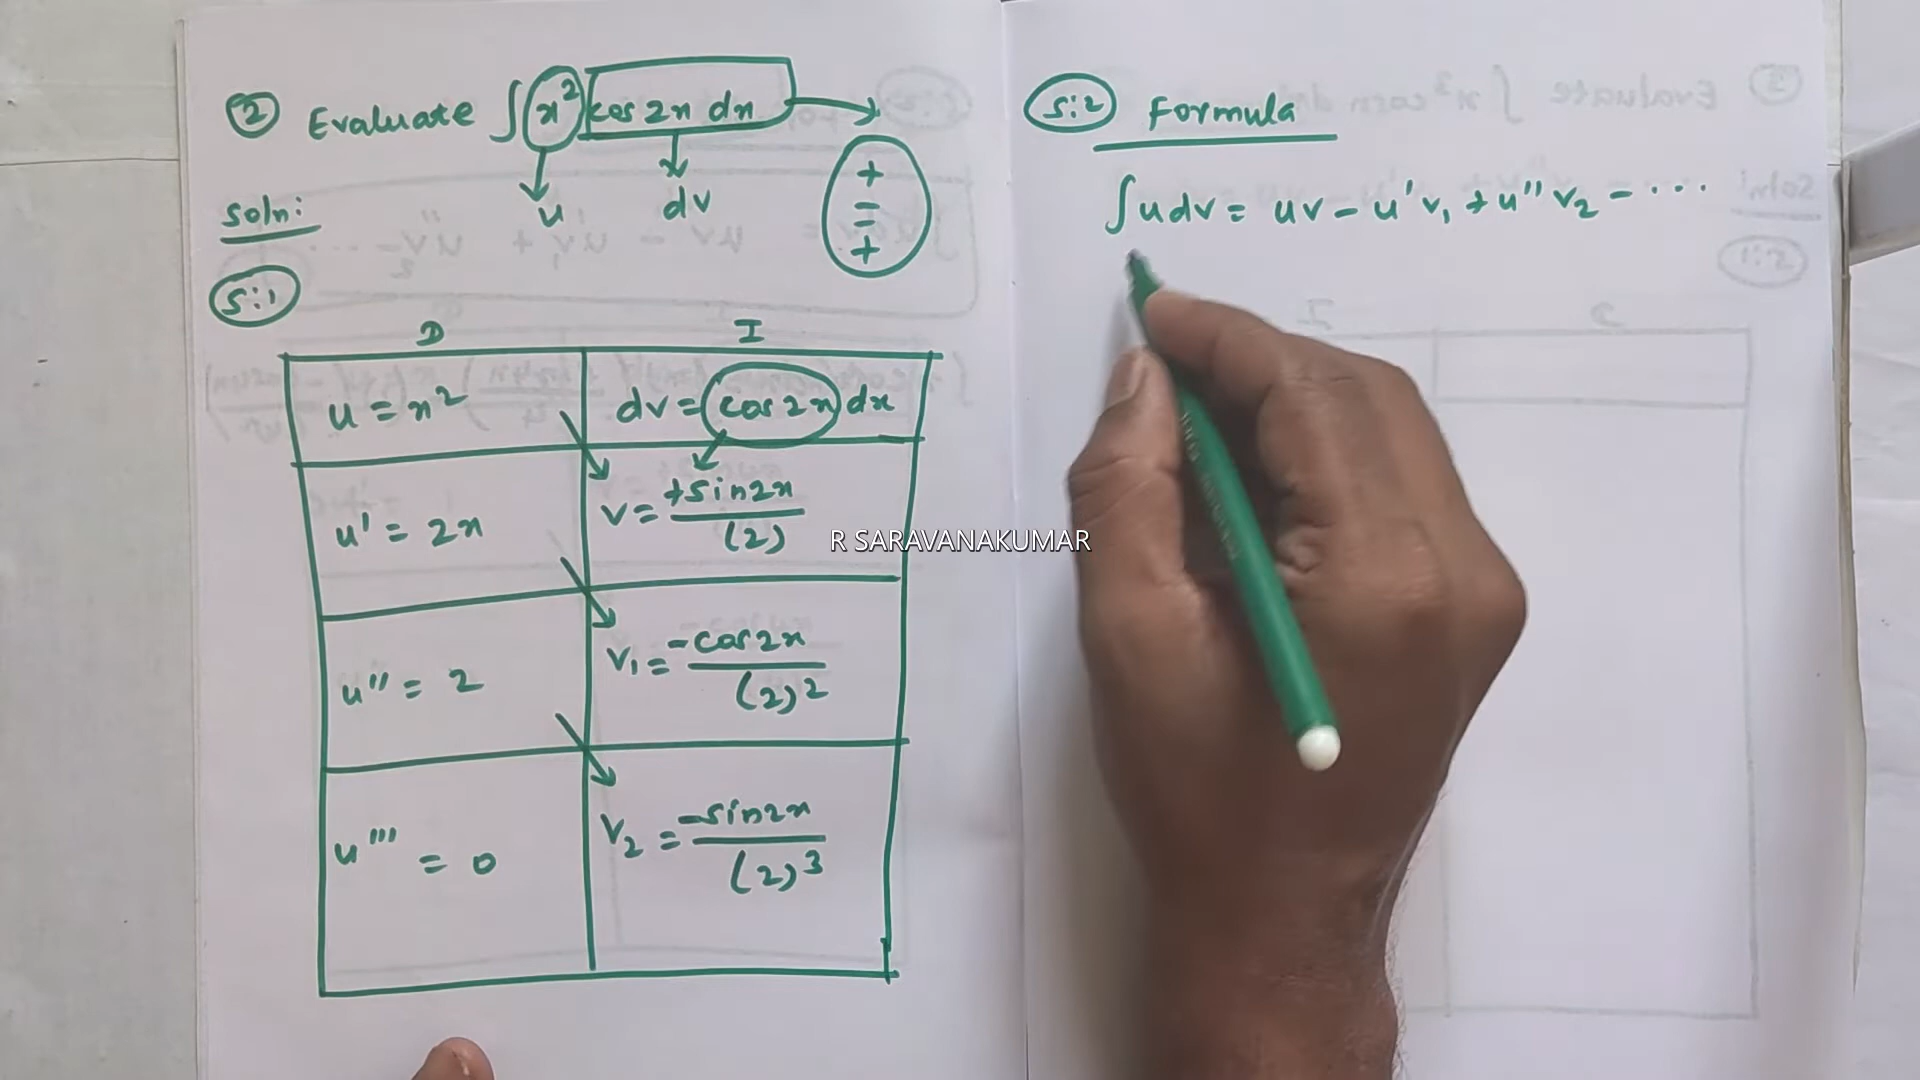 ② Evaluate ∫ x² cos 2x dx
u
dv
+
-
+
Soln:
S:1
D I
u = x² dv = cos 2x dx
u' = 2x v = +sin2x/(2)
u'' = 2 v₁ = -cos2x/(2)²
u''' = 0 v₂ = -sin2x/(2)³
S:2 Formula
∫u dv = uv - u'v₁ + u''v₂ - ....
R SARAVANAKUMAR